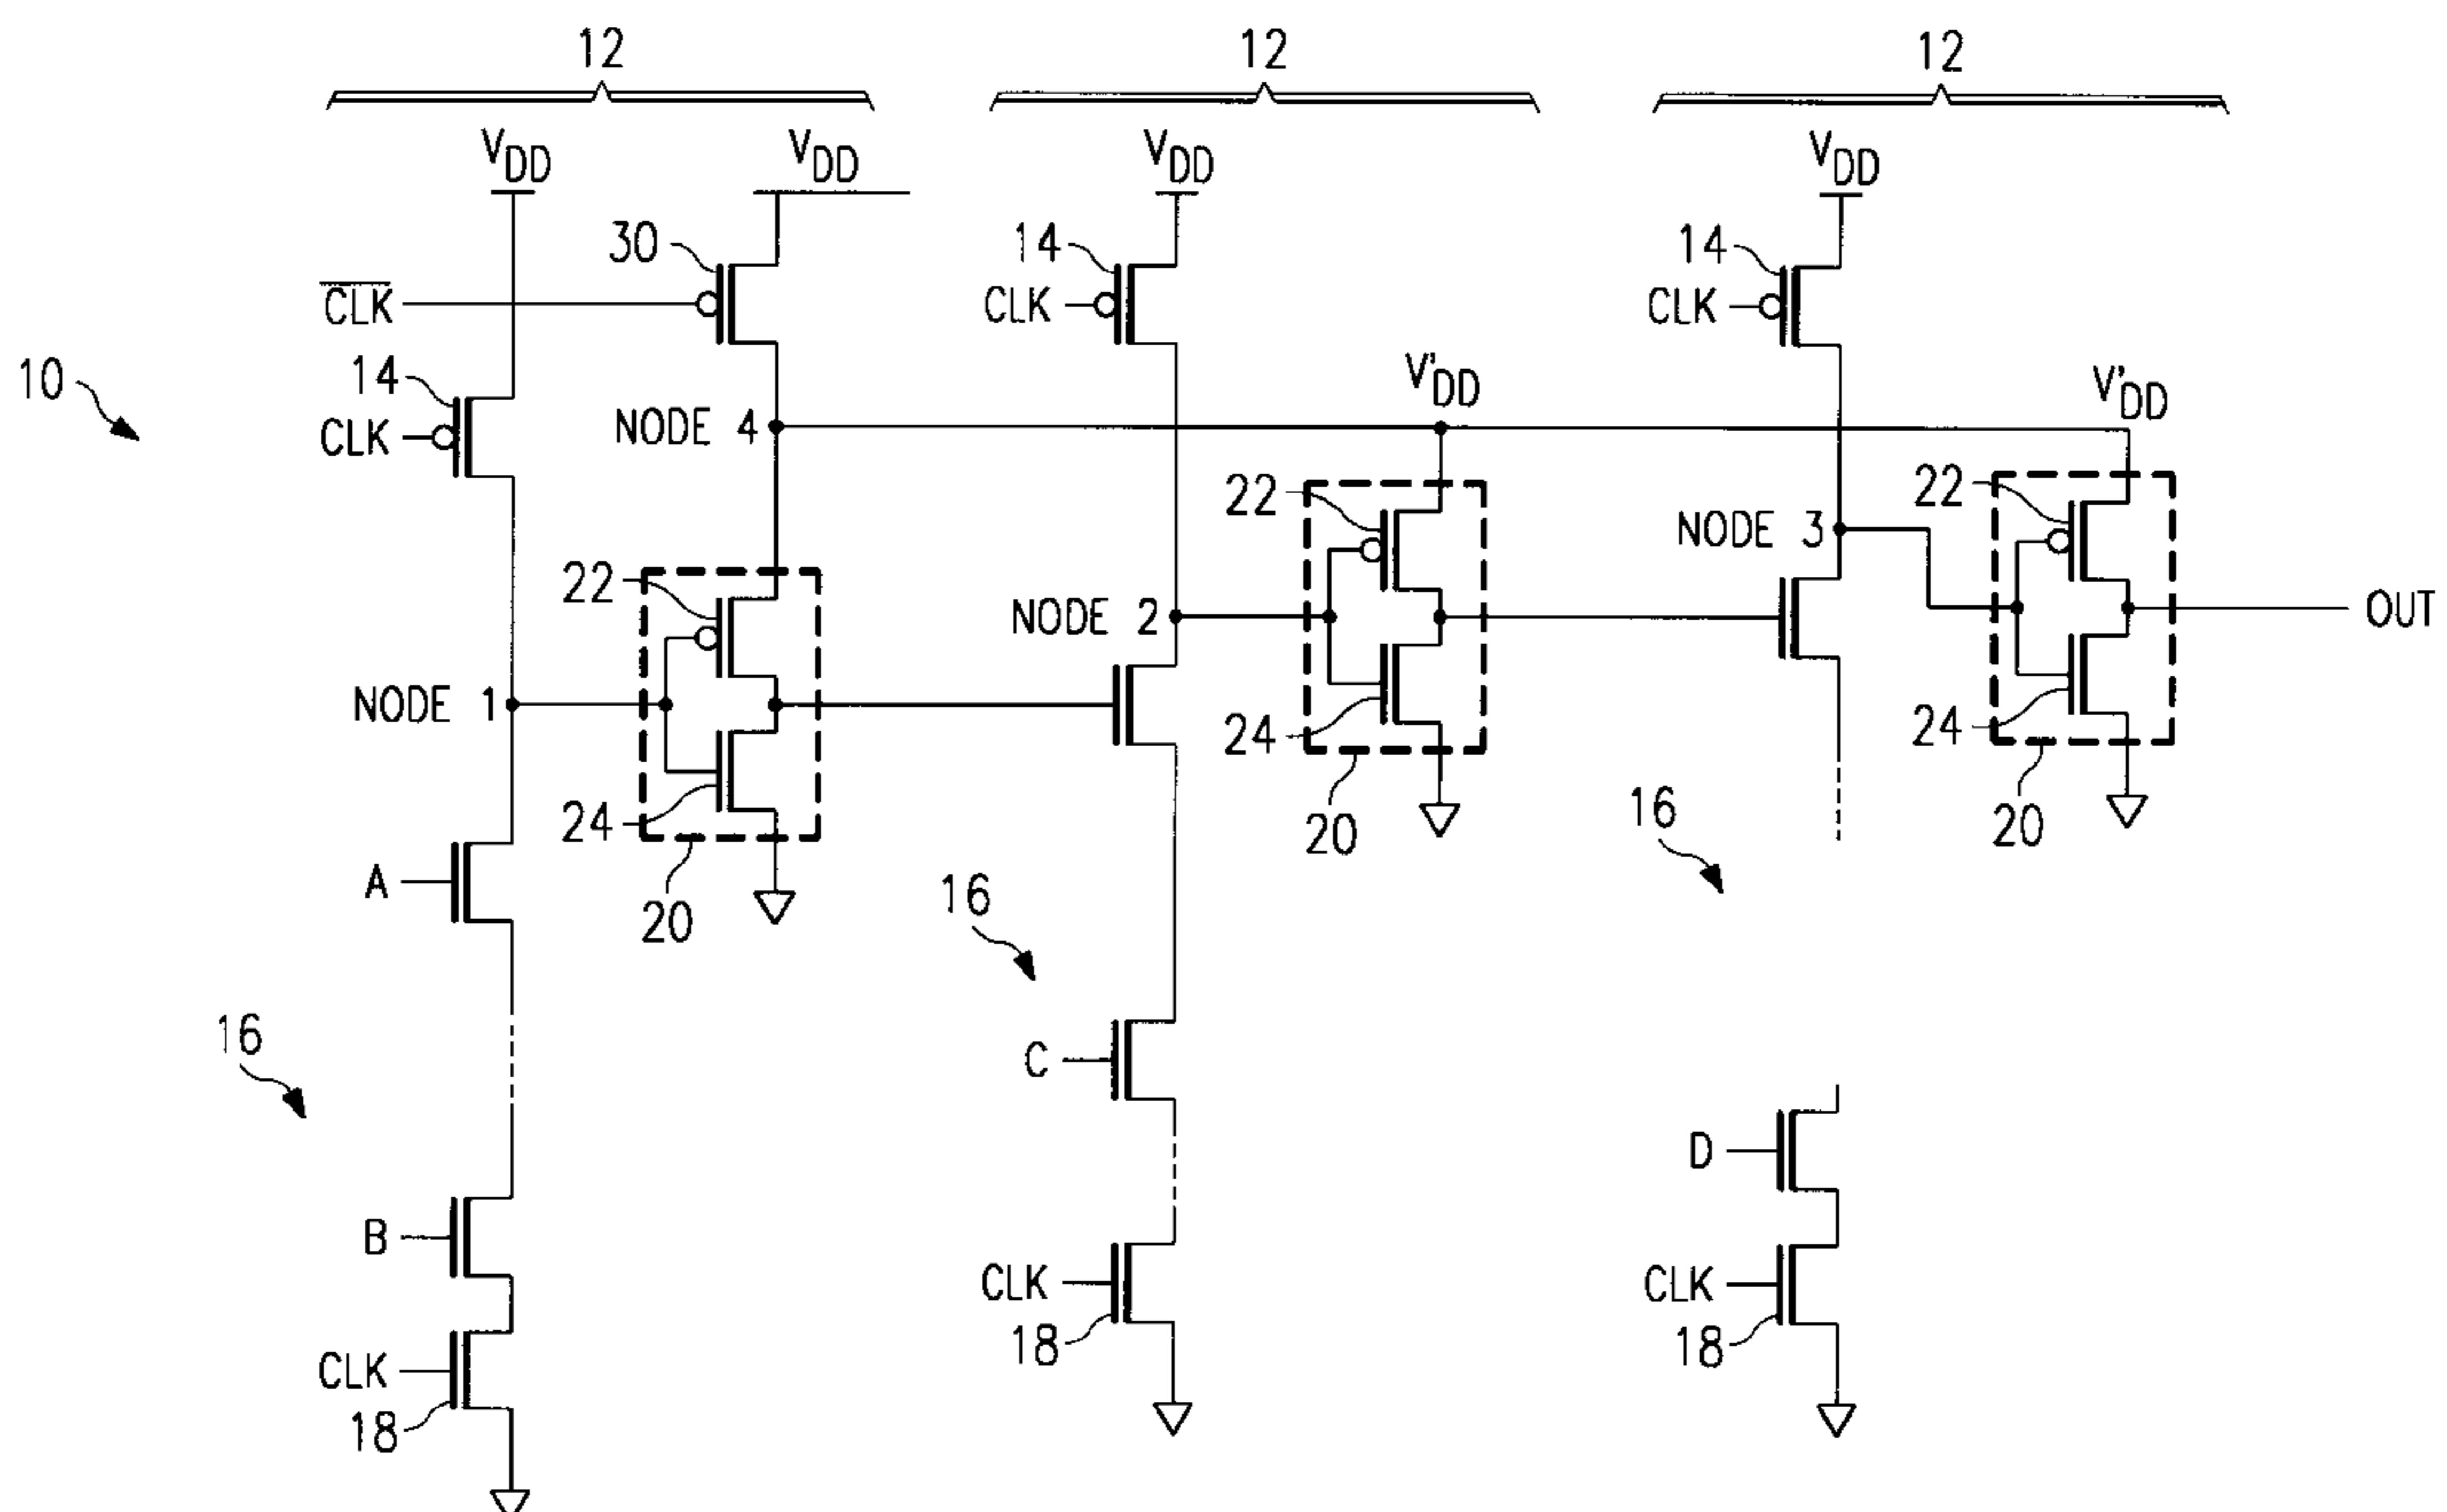 12 12 12
VDD VDD VDD VDD
30 14 14
CLK CLK CLK
10 14 V'DD V'DD
CLK NODE 4
22 22 22
NODE 3
NODE 2 OUT
NODE 1
24 24 24
A 20 20 16 20
16
16 C
D
B
CLK CLK
CLK 18 18
18